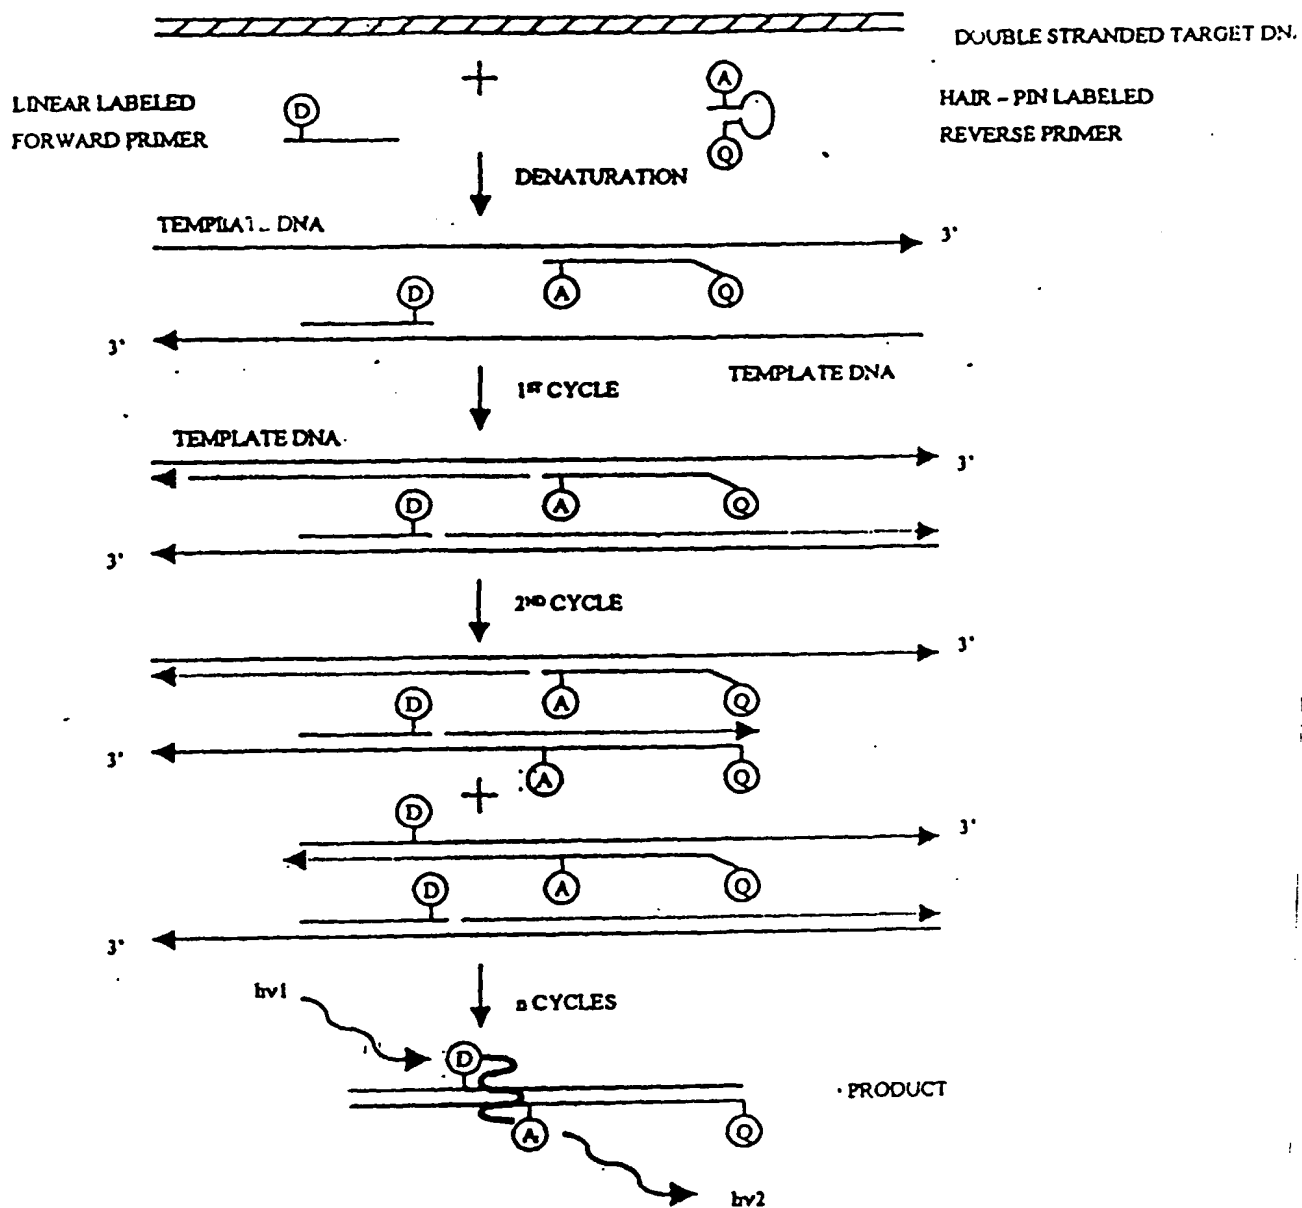 DOUBLE STRANDED TARGET DN.
A
LINEAR LABELED
D
HAIR - PIN LABELED
FORWARD PRIMER
REVERSE PRIMER
Q
DENATURATION
DNA
3'
D
A
Q
3'
TEMPLATE DNA
1ST CYCLE
TEMPLATE DNA
3'
D
A
Q
3'
2ND CYCLE
3'
D
A
Q
3'
A
Q
D
3'
D
A
Q
3'
hv1
n CYCLES
D
PRODUCT
A
Q
hv2